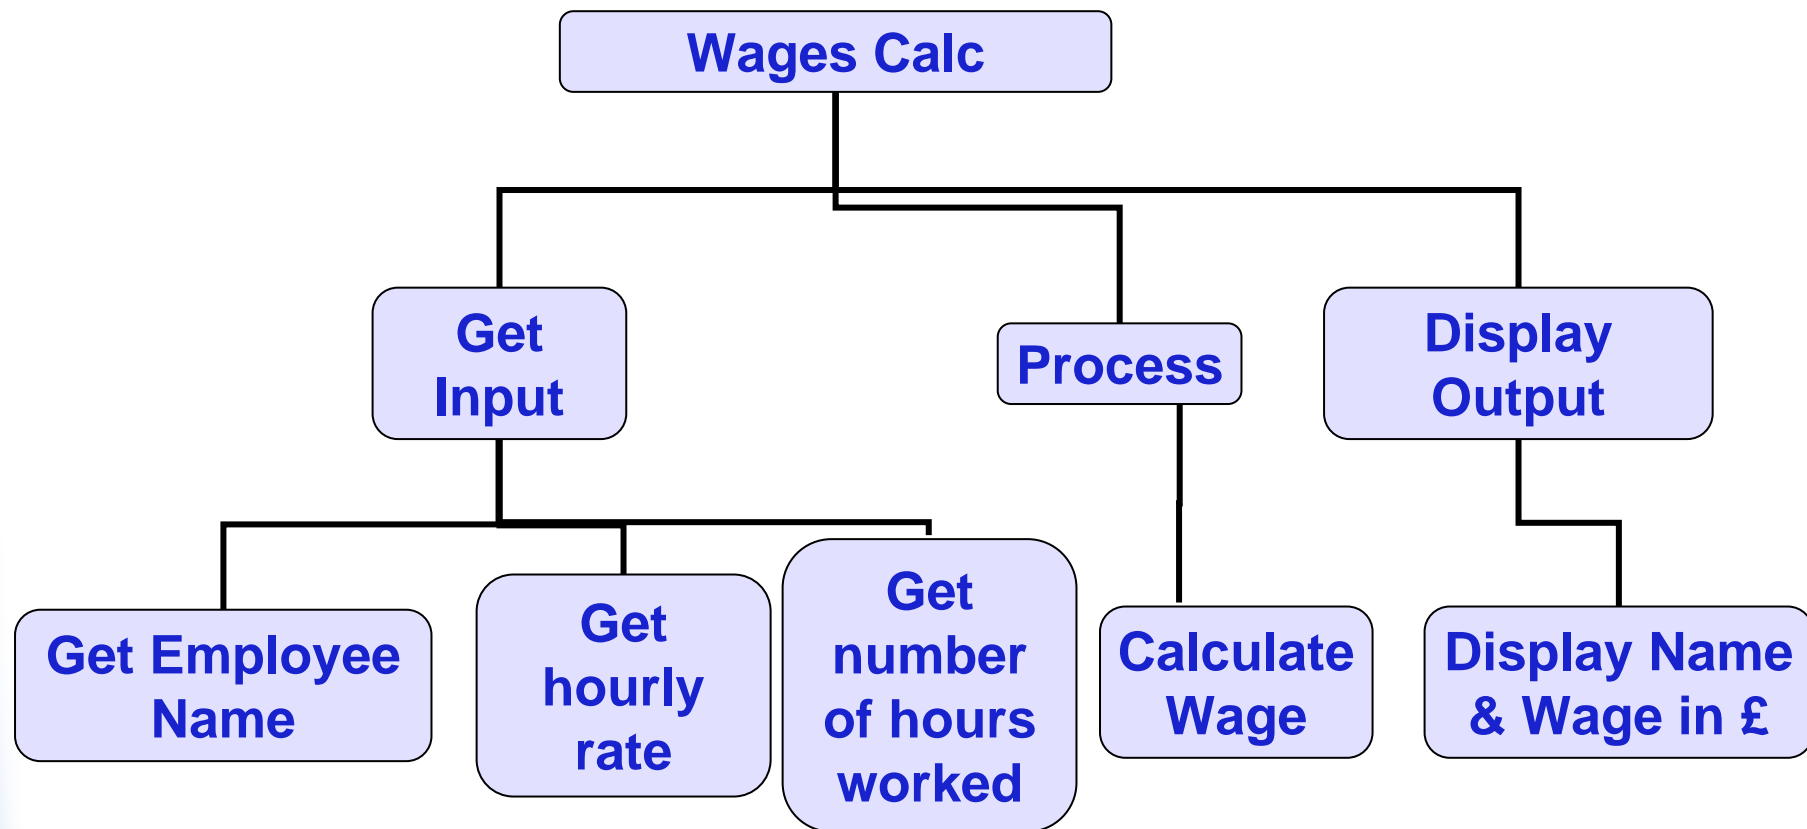 Wages Calc
Get
Input
Process
Display
Output
Get Employee
Name
Get
hourly
rate
Get
number
of hours
worked
Calculate
Wage
Display Name
& Wage in £